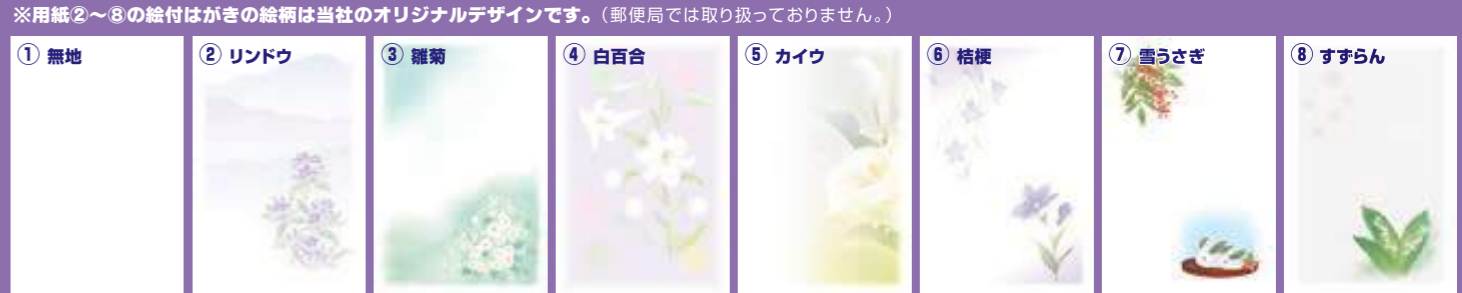 ※用紙②～⑧の絵付はがきの絵柄は当社のオリジナルデザインです。（郵便局では取り扱っておりません。）
① 無地
② リンドウ
③ 雛菊
④ 白百合
⑤ カイウ
⑥ 桔梗
⑦ 雪うさぎ
⑧ すずらん